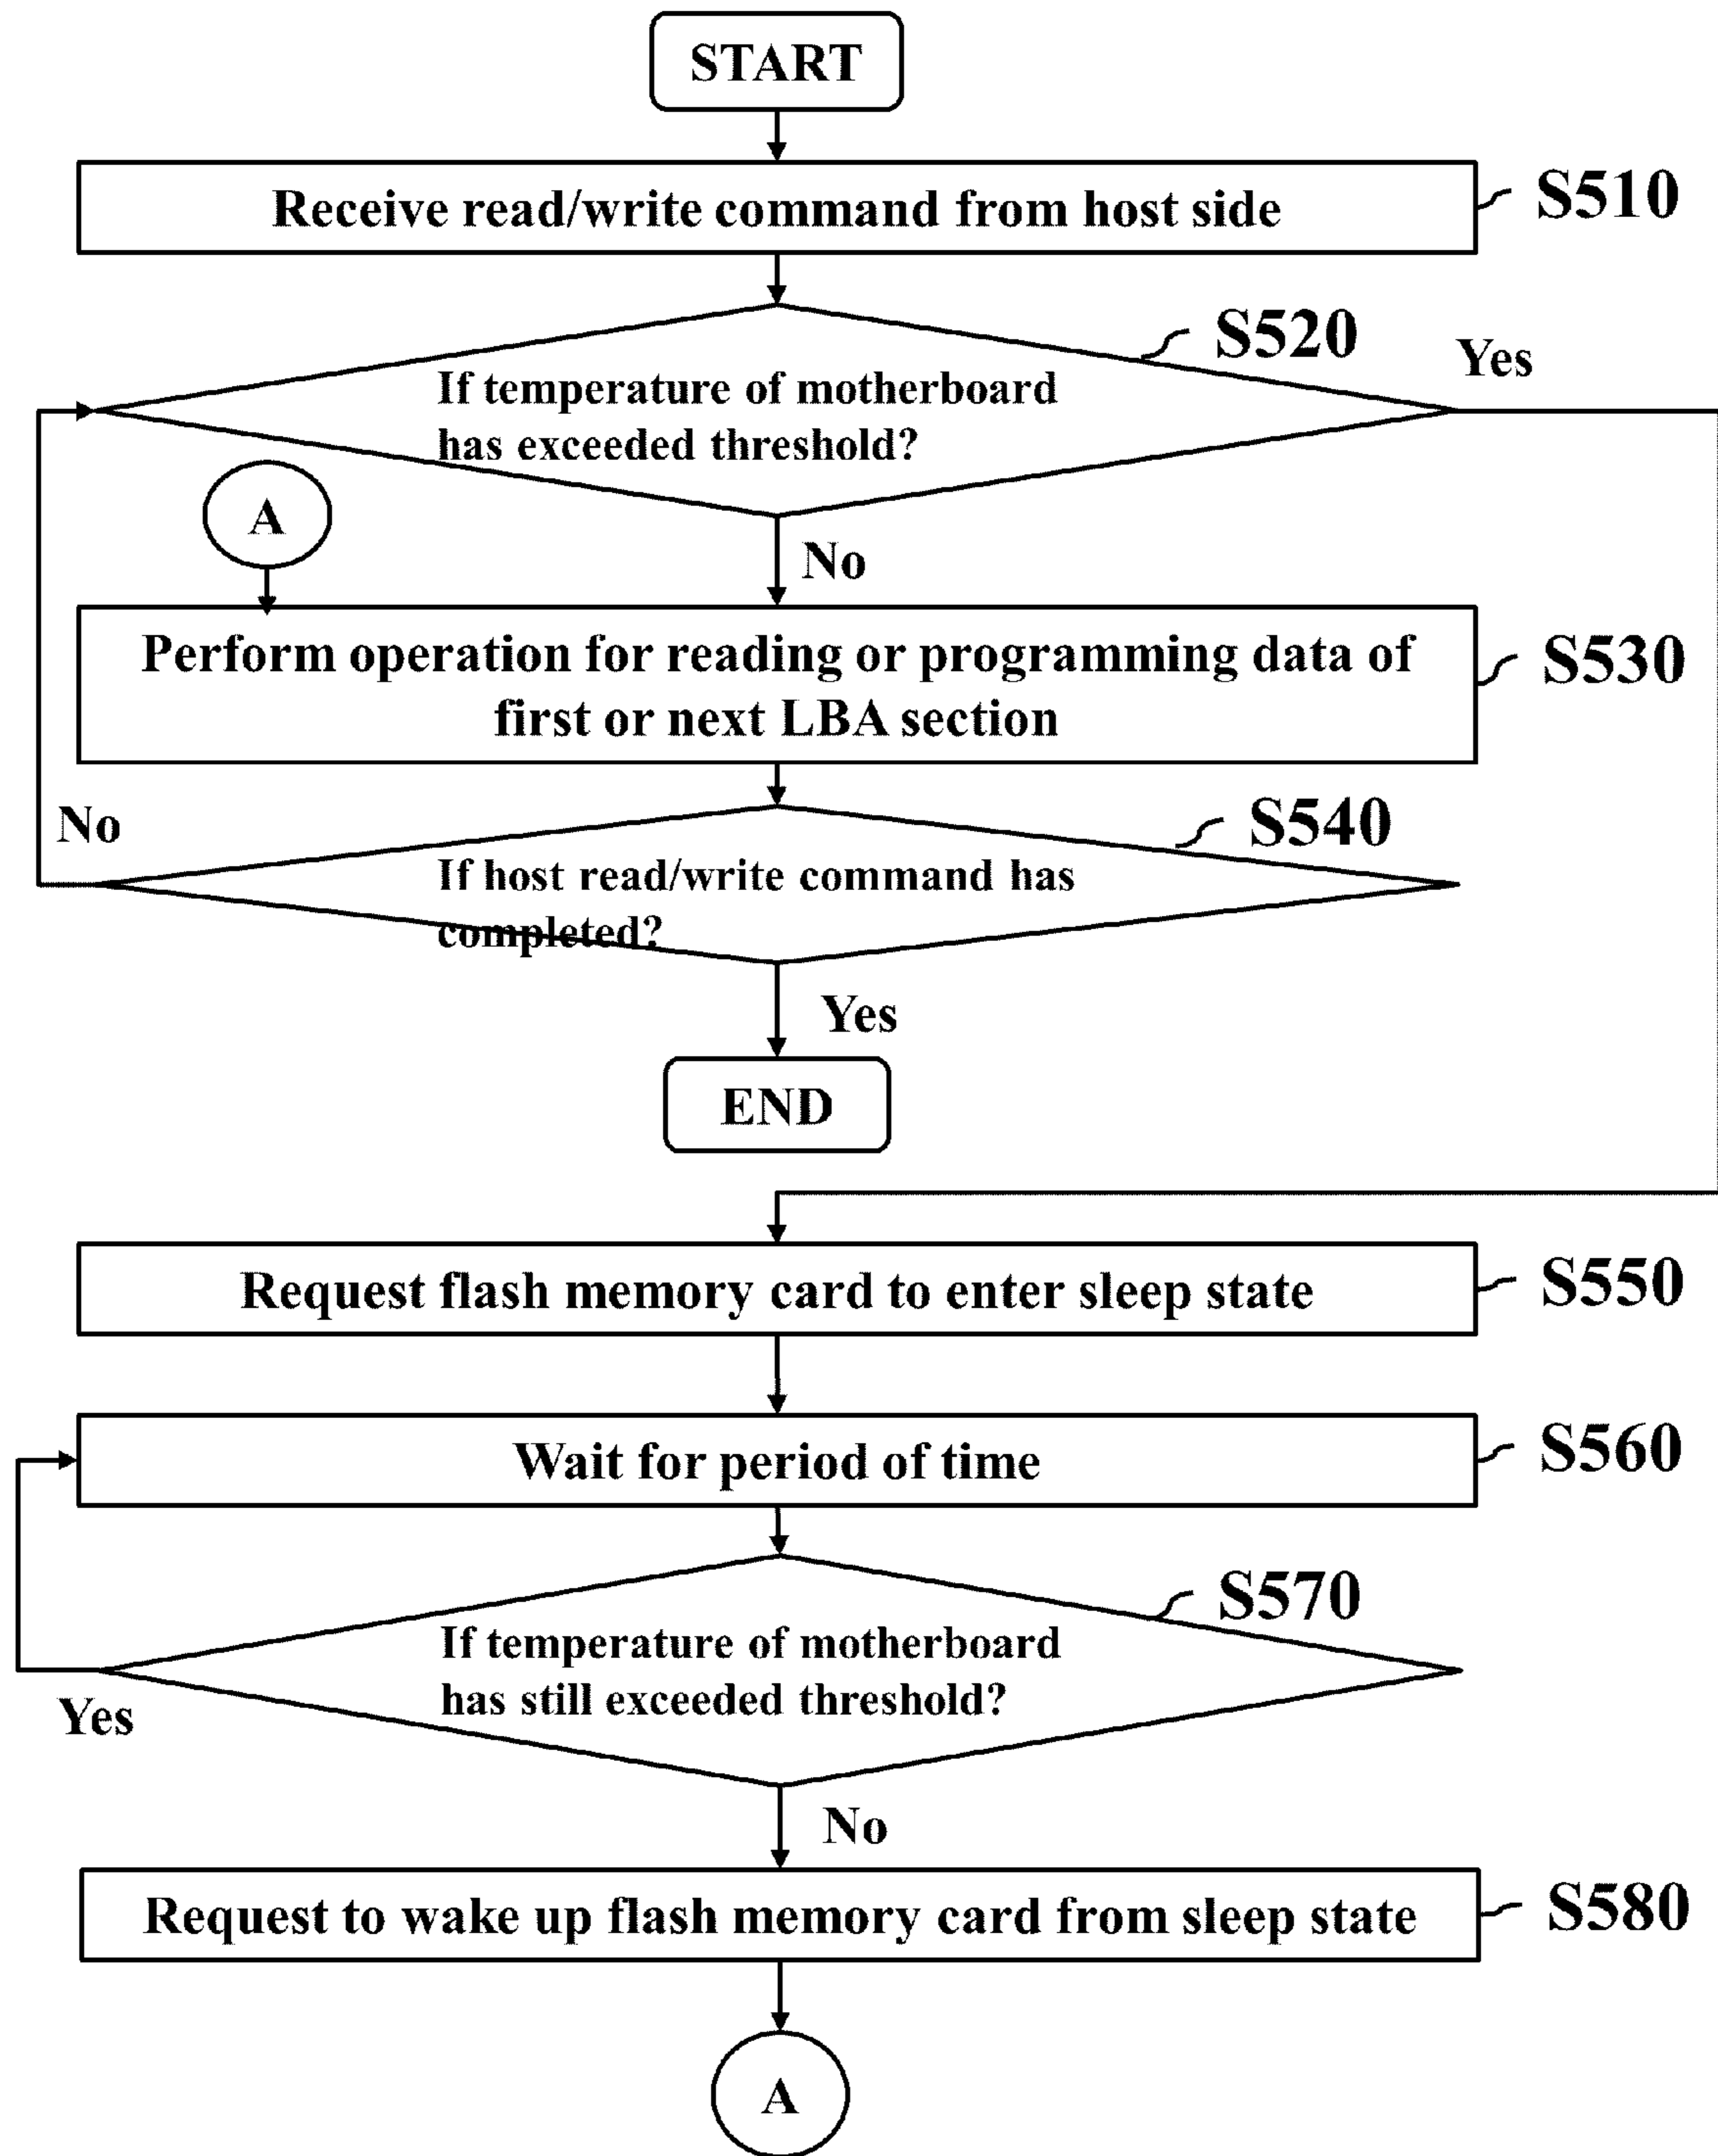 START
Receive read/write command from host side
S510
S520
Yes
If temperature of motherboard
has exceeded threshold?
A
No
Perform operation for reading or programming data of
first or next LBA section
S530
No
S540
If host read/write command has
completed?
Yes
END
Request flash memory card to enter sleep state
S550
Wait for period of time
S560
S570
If temperature of motherboard
has still exceeded threshold?
Yes
No
Request to wake up flash memory card from sleep state
S580
A